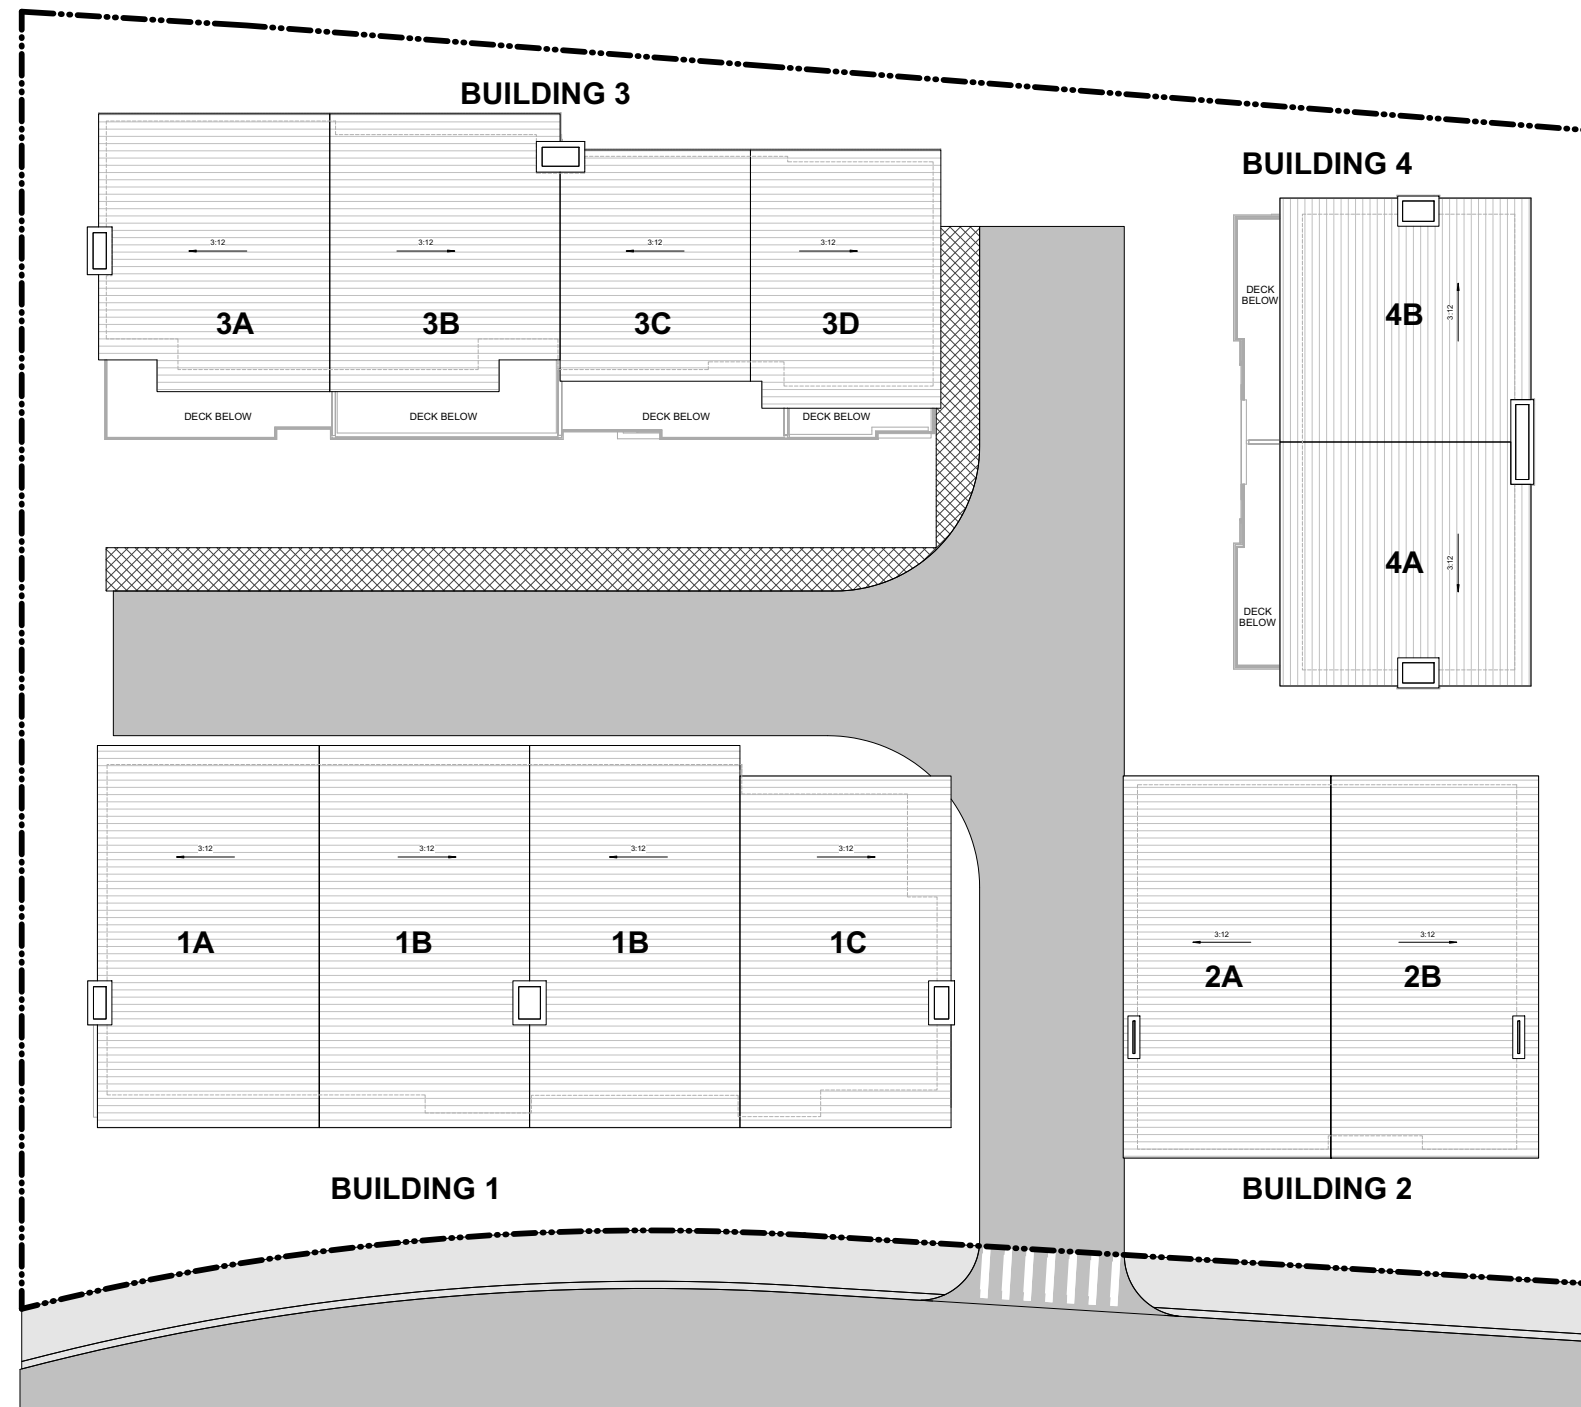 BUILDING 3
BUILDING 4
3:12
3:12
3:12
3:12
DECK
BELOW
4B
3:12
3A
3B
3C
3D
DECK BELOW
DECK BELOW
DECK BELOW
DECK BELOW
4A
3:12
DECK
BELOW
3:12
3:12
3:12
3:12
1A
1B
1B
1C
3:12
3:12
2A
2B
BUILDING 1
BUILDING 2